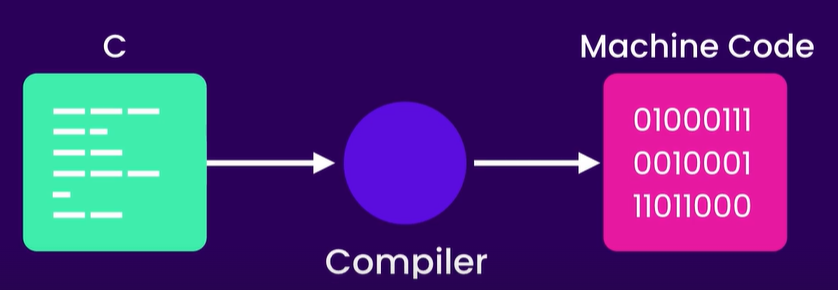 C
Machine Code
01000111
0010001
11011000
Compiler